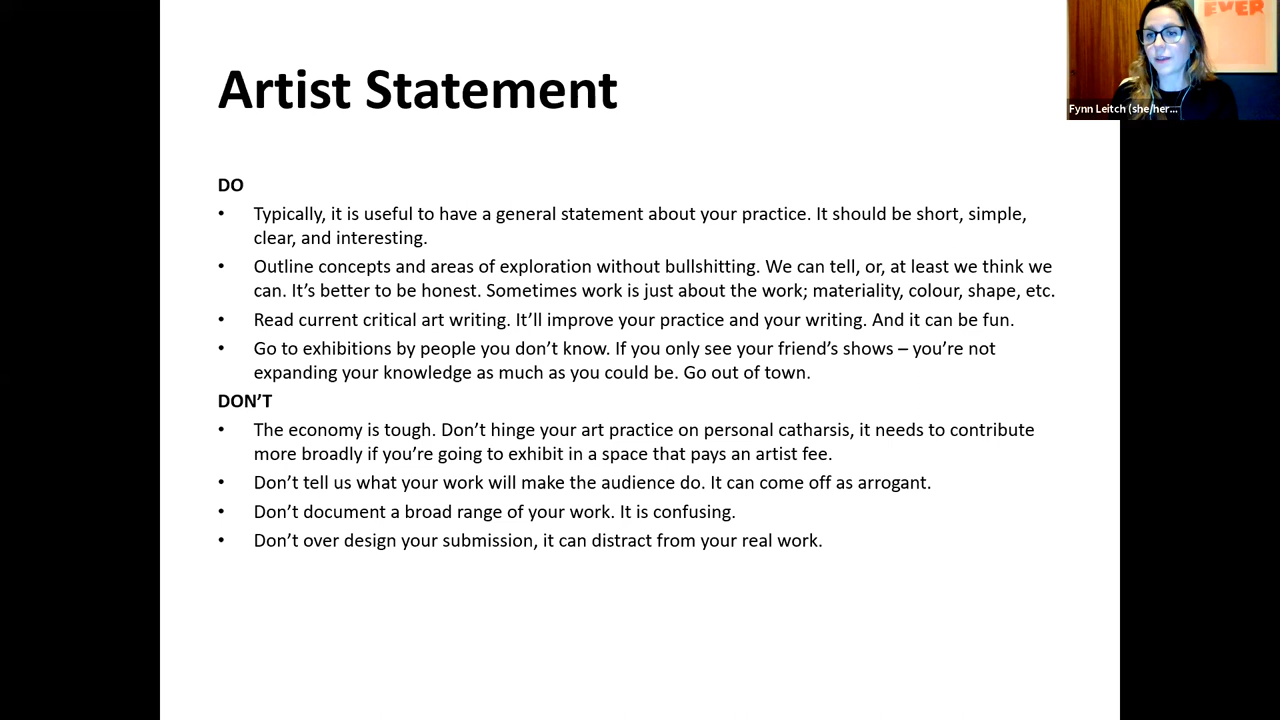 Artist Statement
EVER
Fynn Leitch (she/her...
DO
• Typically, it is useful to have a general statement about your practice. It should be short, simple,
clear, and interesting.
• Outline concepts and areas of exploration without bullshitting. We can tell, or, at least we think we
can. It’s better to be honest. Sometimes work is just about the work; materiality, colour, shape, etc.
• Read current critical art writing. It’ll improve your practice and your writing. And it can be fun.
• Go to exhibitions by people you don’t know. If you only see your friend’s shows – you’re not
expanding your knowledge as much as you could be. Go out of town.
DON’T
• The economy is tough. Don’t hinge your art practice on personal catharsis, it needs to contribute
more broadly if you’re going to exhibit in a space that pays an artist fee.
• Don’t tell us what your work will make the audience do. It can come off as arrogant.
• Don’t document a broad range of your work. It is confusing.
• Don’t over design your submission, it can distract from your real work.